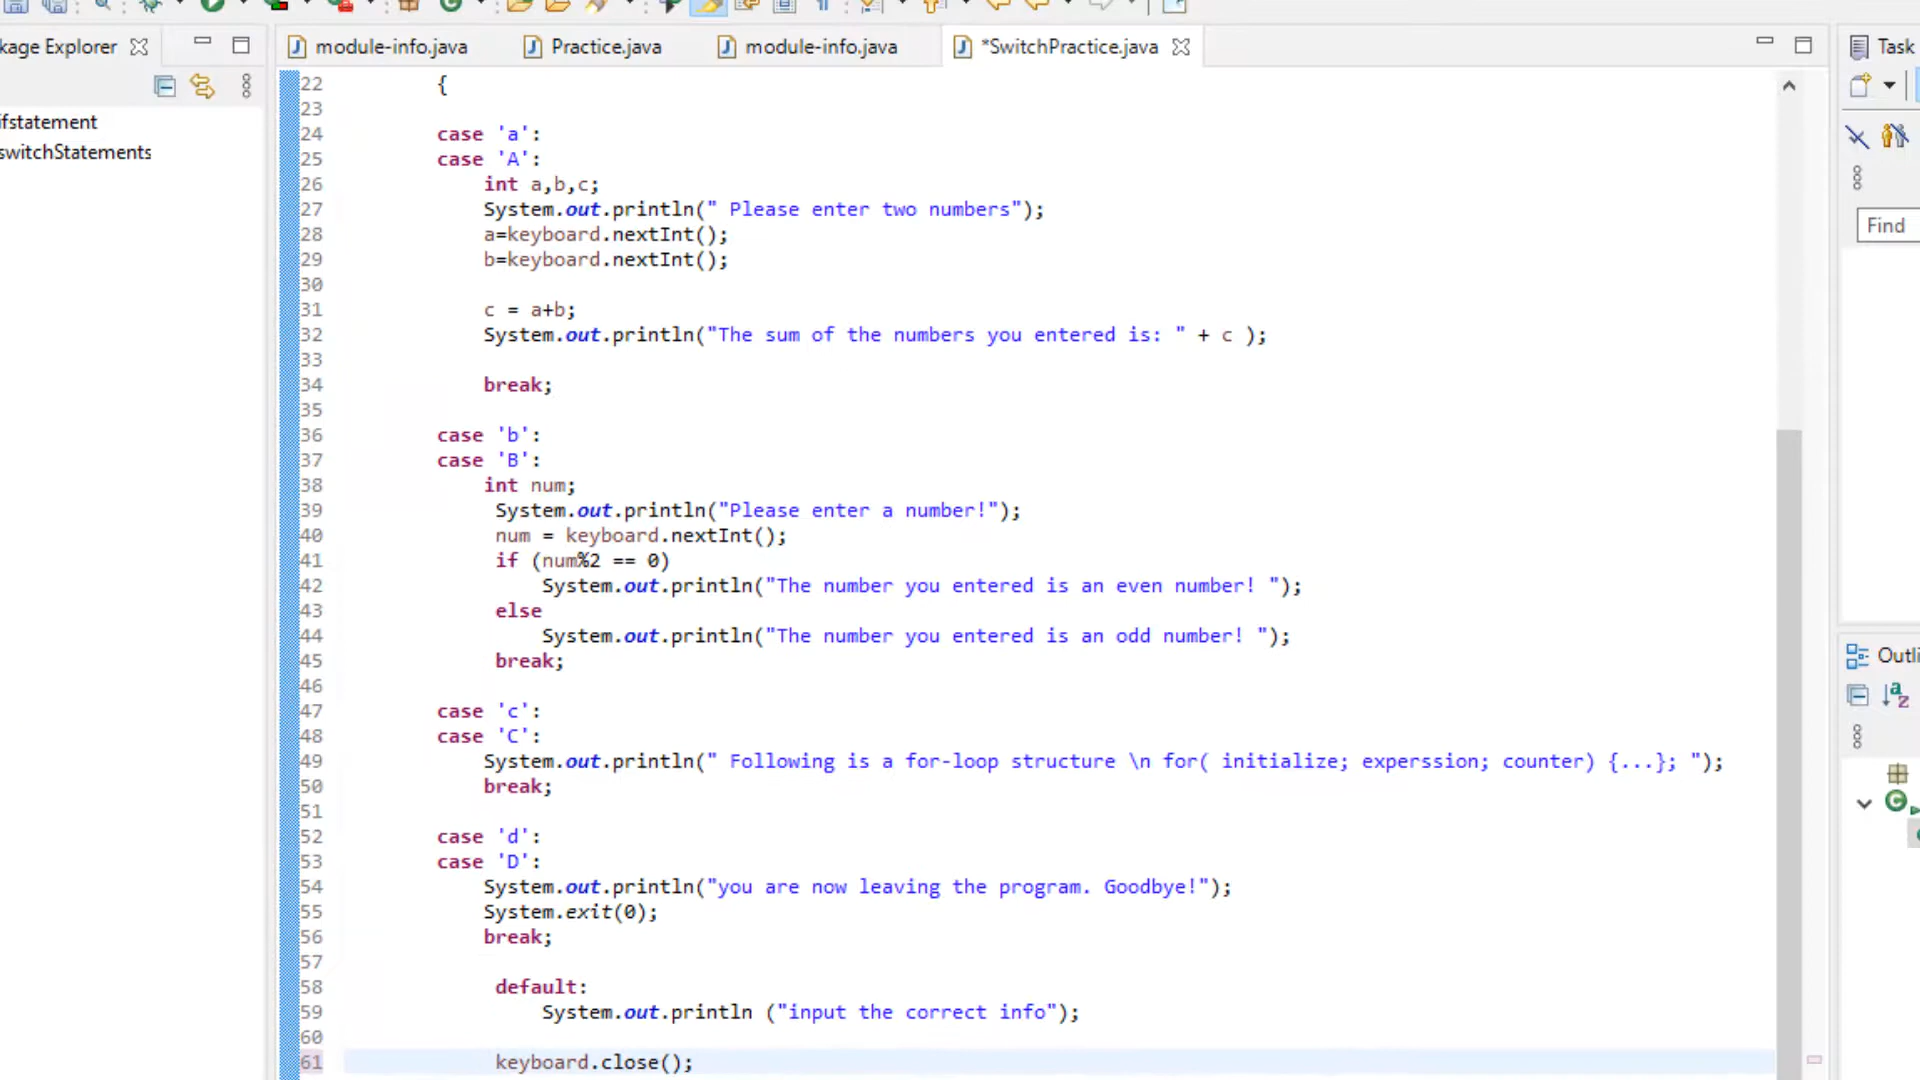 kage Explorer
module-info.java
Practice.java
module-info.java
*SwitchPractice.java
Task
ifstatement
switchStatements
Find
Outli
22 {
23
24 case 'a':
25 case 'A':
26 int a,b,c;
27 System.out.println(" Please enter two numbers");
28 a=keyboard.nextInt();
29 b=keyboard.nextInt();
30
31 c = a+b;
32 System.out.println("The sum of the numbers you entered is: " + c );
33
34 break;
35
36 case 'b':
37 case 'B':
38 int num;
39 System.out.println("Please enter a number!");
40 num = keyboard.nextInt();
41 if (num%2 == 0)
42 System.out.println("The number you entered is an even number! ");
43 else
44 System.out.println("The number you entered is an odd number! ");
45 break;
46
47 case 'c':
48 case 'C':
49 System.out.println(" Following is a for-loop structure \n for( initialize; experssion; counter) {...}; ");
50 break;
51
52 case 'd':
53 case 'D':
54 System.out.println("you are now leaving the program. Goodbye!");
55 System.exit(0);
56 break;
57
58 default:
59 System.out.println ("input the correct info");
60
61 keyboard.close();